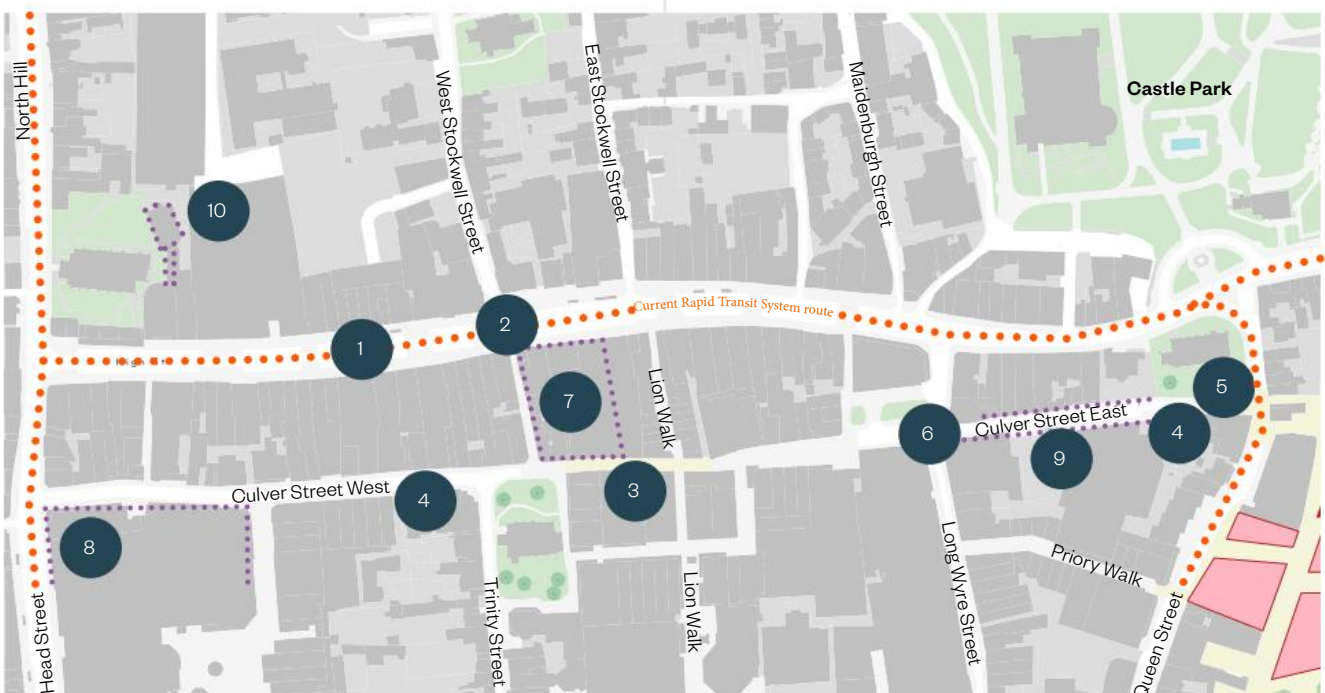 North Hill
West Stockwell Street
East Stockwell Street
Maidenburgh Street
Castle Park
10
Current Rapid Transit System route
2
1
5
7
Lion Walk
Culver Street East
6
4
9
Culver Street West
4
3
8
Long Wyre Street
Priory Walk
Head Street
Trinity Street
Lion Walk
Queen Street